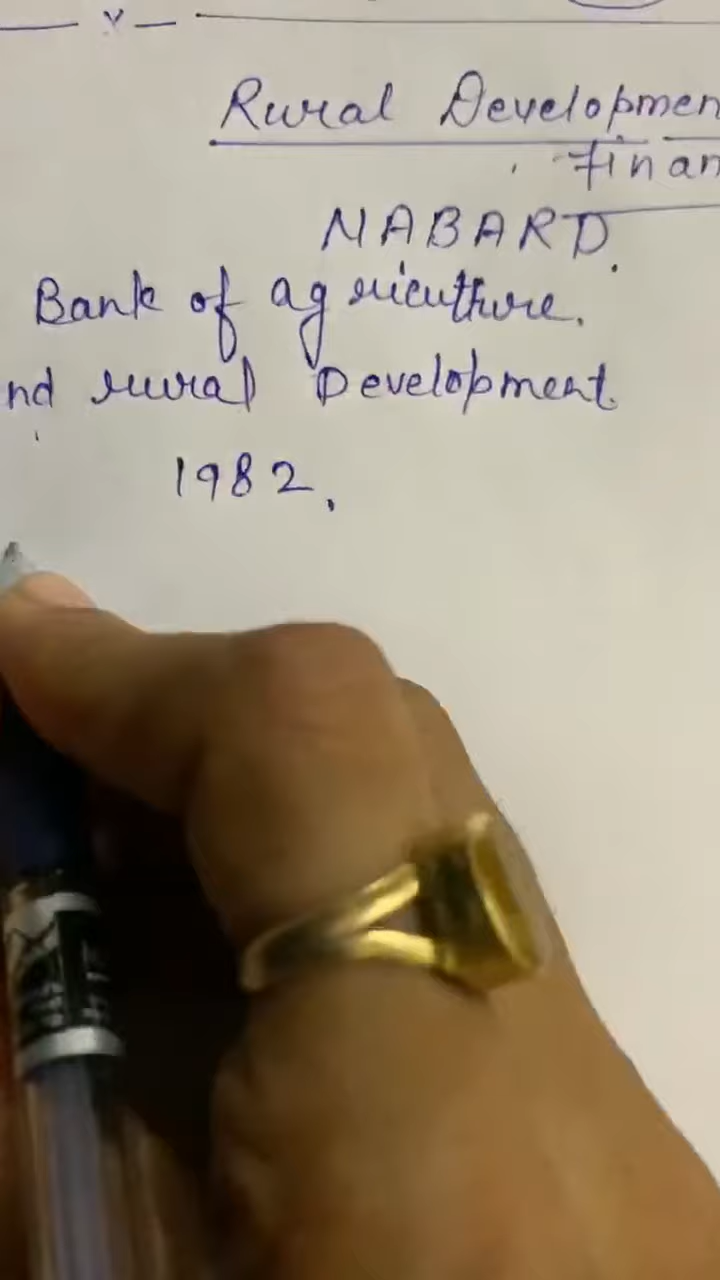 Rural Developmen
Finan
NABARD.
Bank of agriculture.
nd rural Development.
1982.